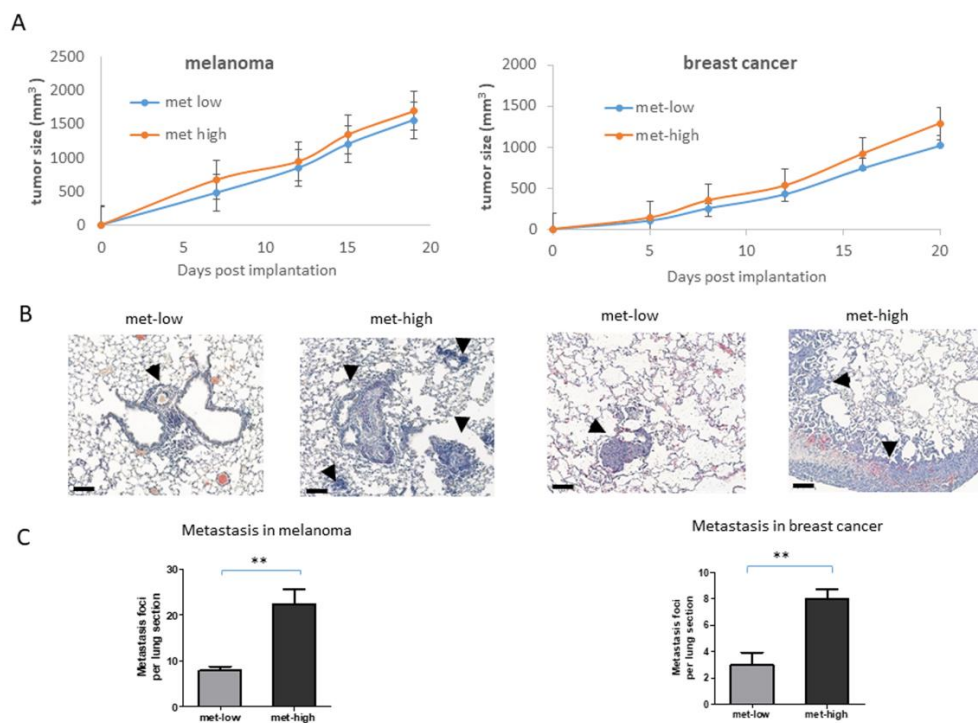 A
melanoma
met low
met high
tumor size (mm³ )
2500
2000
1500
1000
500
0
0 5 10 15 20
Days post implantation
breast cancer
met-low
met-high
tumor size (mm³ )
2000
1500
1000
500
0
0 5 10 15 20
Days post implantation
B
met-low
met-high
met-low
met-high
C
Metastasis in melanoma
**
Metastasis foci
per lung section
30
20
10
0
met-low met-high
Metastasis in breast cancer
**
Metastasis foci
per lung section
8
6
4
2
0
met-low met-high